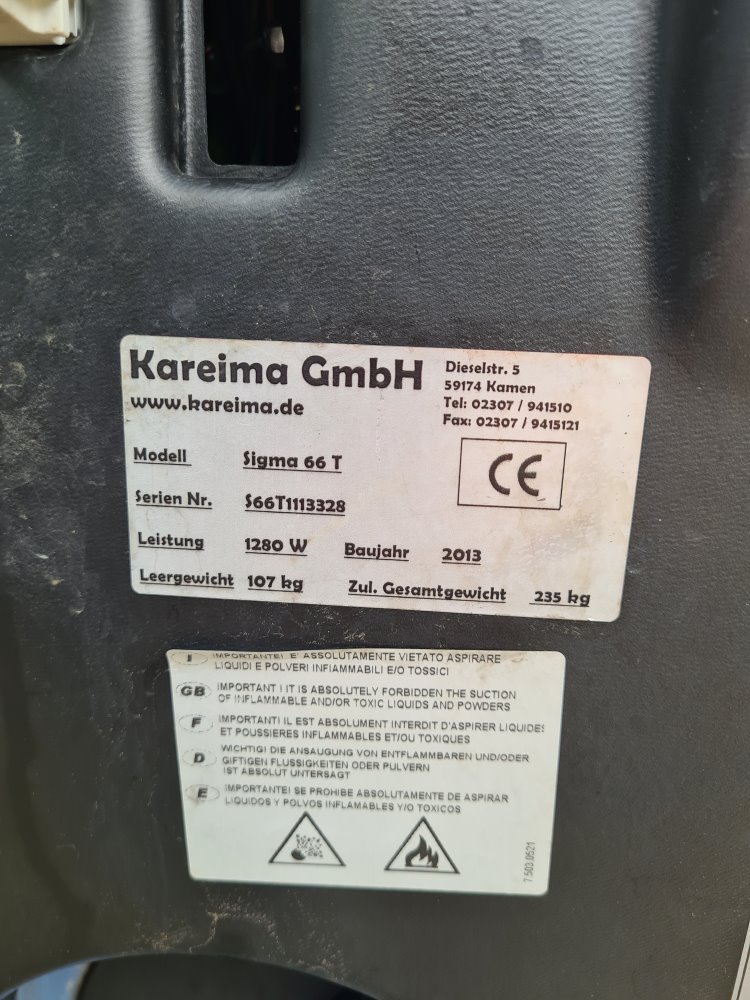 Kareima GmbH
www.kareima.de
Dieselstr. 5
59174 Kamen
Tel: 02307 / 941510
Fax: 02307 / 9415121
CE
Modell Sigma 66 T
Serien Nr. S66T1113328
Leistung 1280 W Baujahr 2013
Leergewicht 107 kg Zul. Gesamtgewicht 235 kg
I IMPORTANTE! E' ASSOLUTAMENTE VIETATO ASPIRARE
LIQUIDI E POLVERI INFIAMMABILI E/O TOSSICI
GB IMPORTANT ! IT IS ABSOLUTELY FORBIDDEN THE SUCTION
OF INFLAMMABLE AND/OR TOXIC LIQUIDS AND POWDERS
F IMPORTANT! IL EST ABSOLUMENT INTERDIT D'ASPIRER LIQUIDES
ET POUSSIERES INFLAMMABLES ET/OU TOXIQUES
D WICHTIG! DIE ANSAUGUNG VON ENTFLAMMBAREN UND/ODER
GIFTIGEN FLUSSIGKEITEN ODER PULVERN
IST ABSOLUT UNTERSAGT
E IMPORTANTE! SE PROHIBE ABSOLUTAMENTE DE ASPIRAR
LIQUIDOS Y POLVOS INFLAMABLES Y/O TOXICOS
7.503.0521